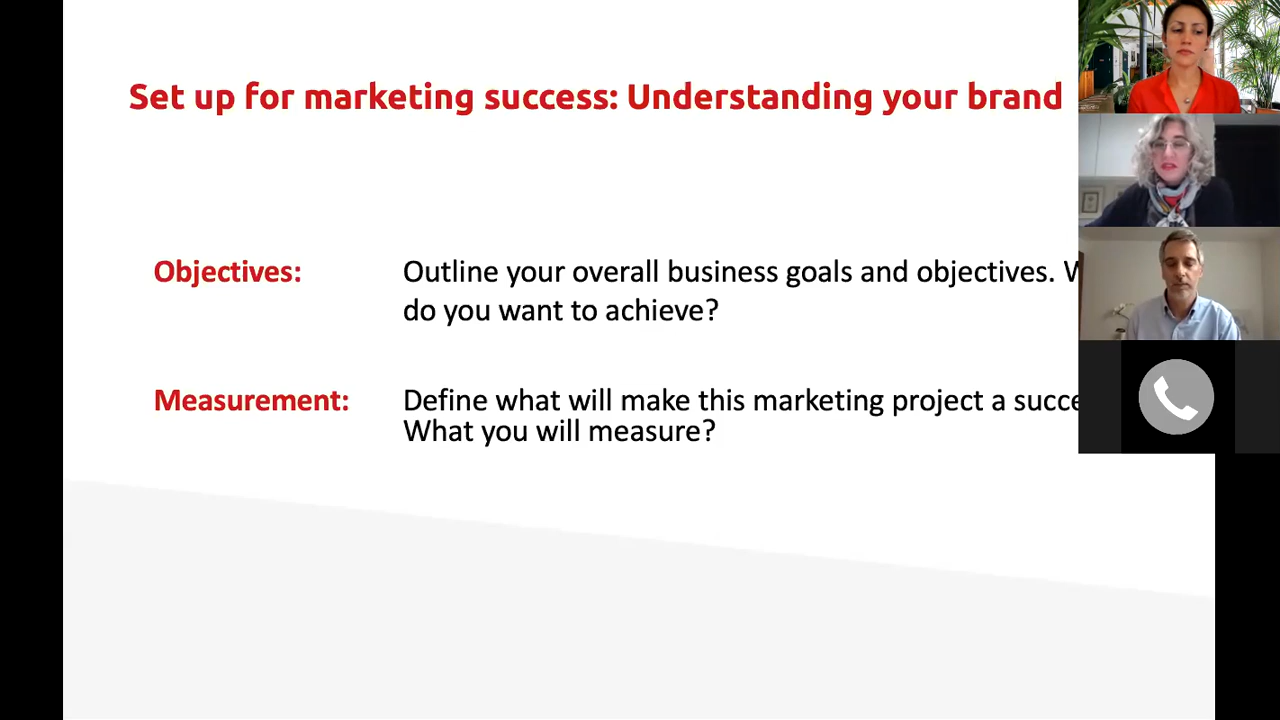 Set up for marketing success: Understanding your brand
Objectives: Outline your overall business goals and objectives.
do you want to achieve?
Measurement: Define what will make this marketing project a
What you will measure?